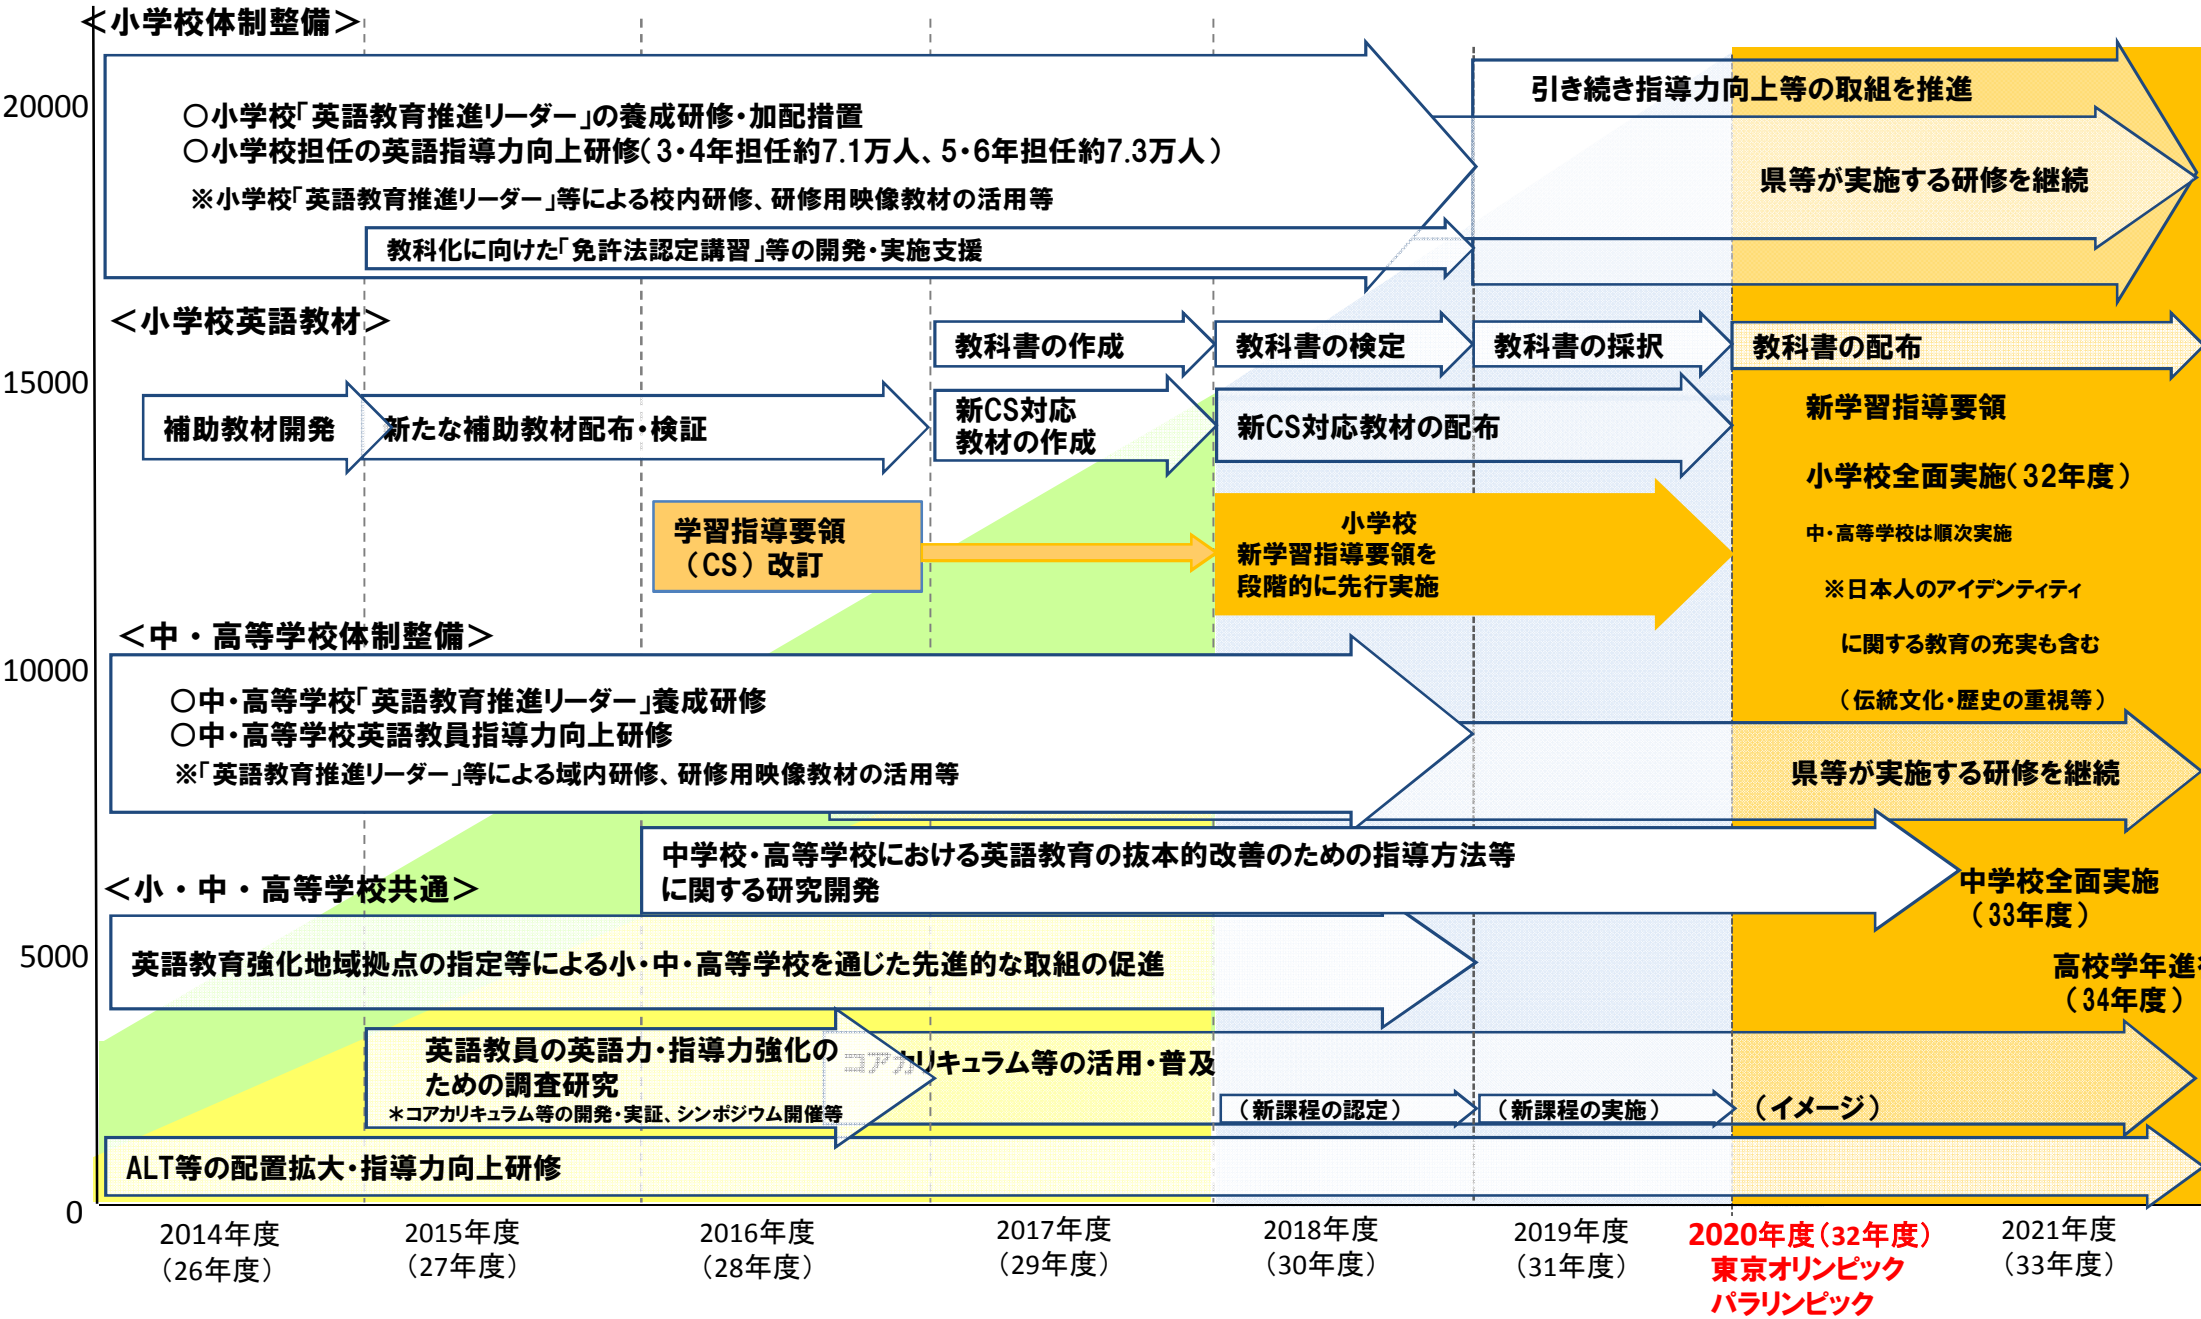 ＜小学校体制整備＞
20000
○小学校「英語教育推進リーダー」の養成研修・加配措置
○小学校担任の英語指導力向上研修（３・４年担任約7.1万人、５・６年担任約7.3万人）
※小学校「英語教育推進リーダー」等による校内研修、研修用映像教材の活用等
教科化に向けた「免許法認定講習」等の開発・実施支援
引き続き指導力向上等の取組を推進
県等が実施する研修を継続
＜小学校英語教材＞
15000
教科書の作成
教科書の検定
教科書の採択
教科書の配布
補助教材開発
新たな補助教材配布・検証
新CS対応
教材の作成
新CS対応教材の配布
学習指導要領
（CS）改訂
小学校
新学習指導要領を
段階的に先行実施
新学習指導要領
小学校全面実施（32年度）
中・高等学校は順次実施
※日本人のアイデンティティ
に関する教育の充実も含む
（伝統文化・歴史の重視等）
＜中・高等学校体制整備＞
10000
○中・高等学校「英語教育推進リーダー」養成研修
○中・高等学校英語教員指導力向上研修
※「英語教育推進リーダー」等による域内研修、研修用映像教材の活用等
県等が実施する研修を継続
中学校・高等学校における英語教育の抜本的改善のための指導方法等
に関する研究開発
中学校全面実施
（33年度）
＜小・中・高等学校共通＞
5000
英語教育強化地域拠点の指定等による小・中・高等学校を通じた先進的な取組の促進
高校学年進
（34年度）
英語教員の英語力・指導力強化の
ための調査研究
＊コアカリキュラム等の開発・実証、シンポジウム開催等
コアカリキュラム等の活用・普及
（新課程の認定）
（新課程の実施）
（イメージ）
ALT等の配置拡大・指導力向上研修
0
2014年度
（26年度）
2015年度
（27年度）
2016年度
（28年度）
2017年度
（29年度）
2018年度
（30年度）
2019年度
（31年度）
2020年度（32年度）
東京オリンピック
パラリンピック
2021年度
（33年度）